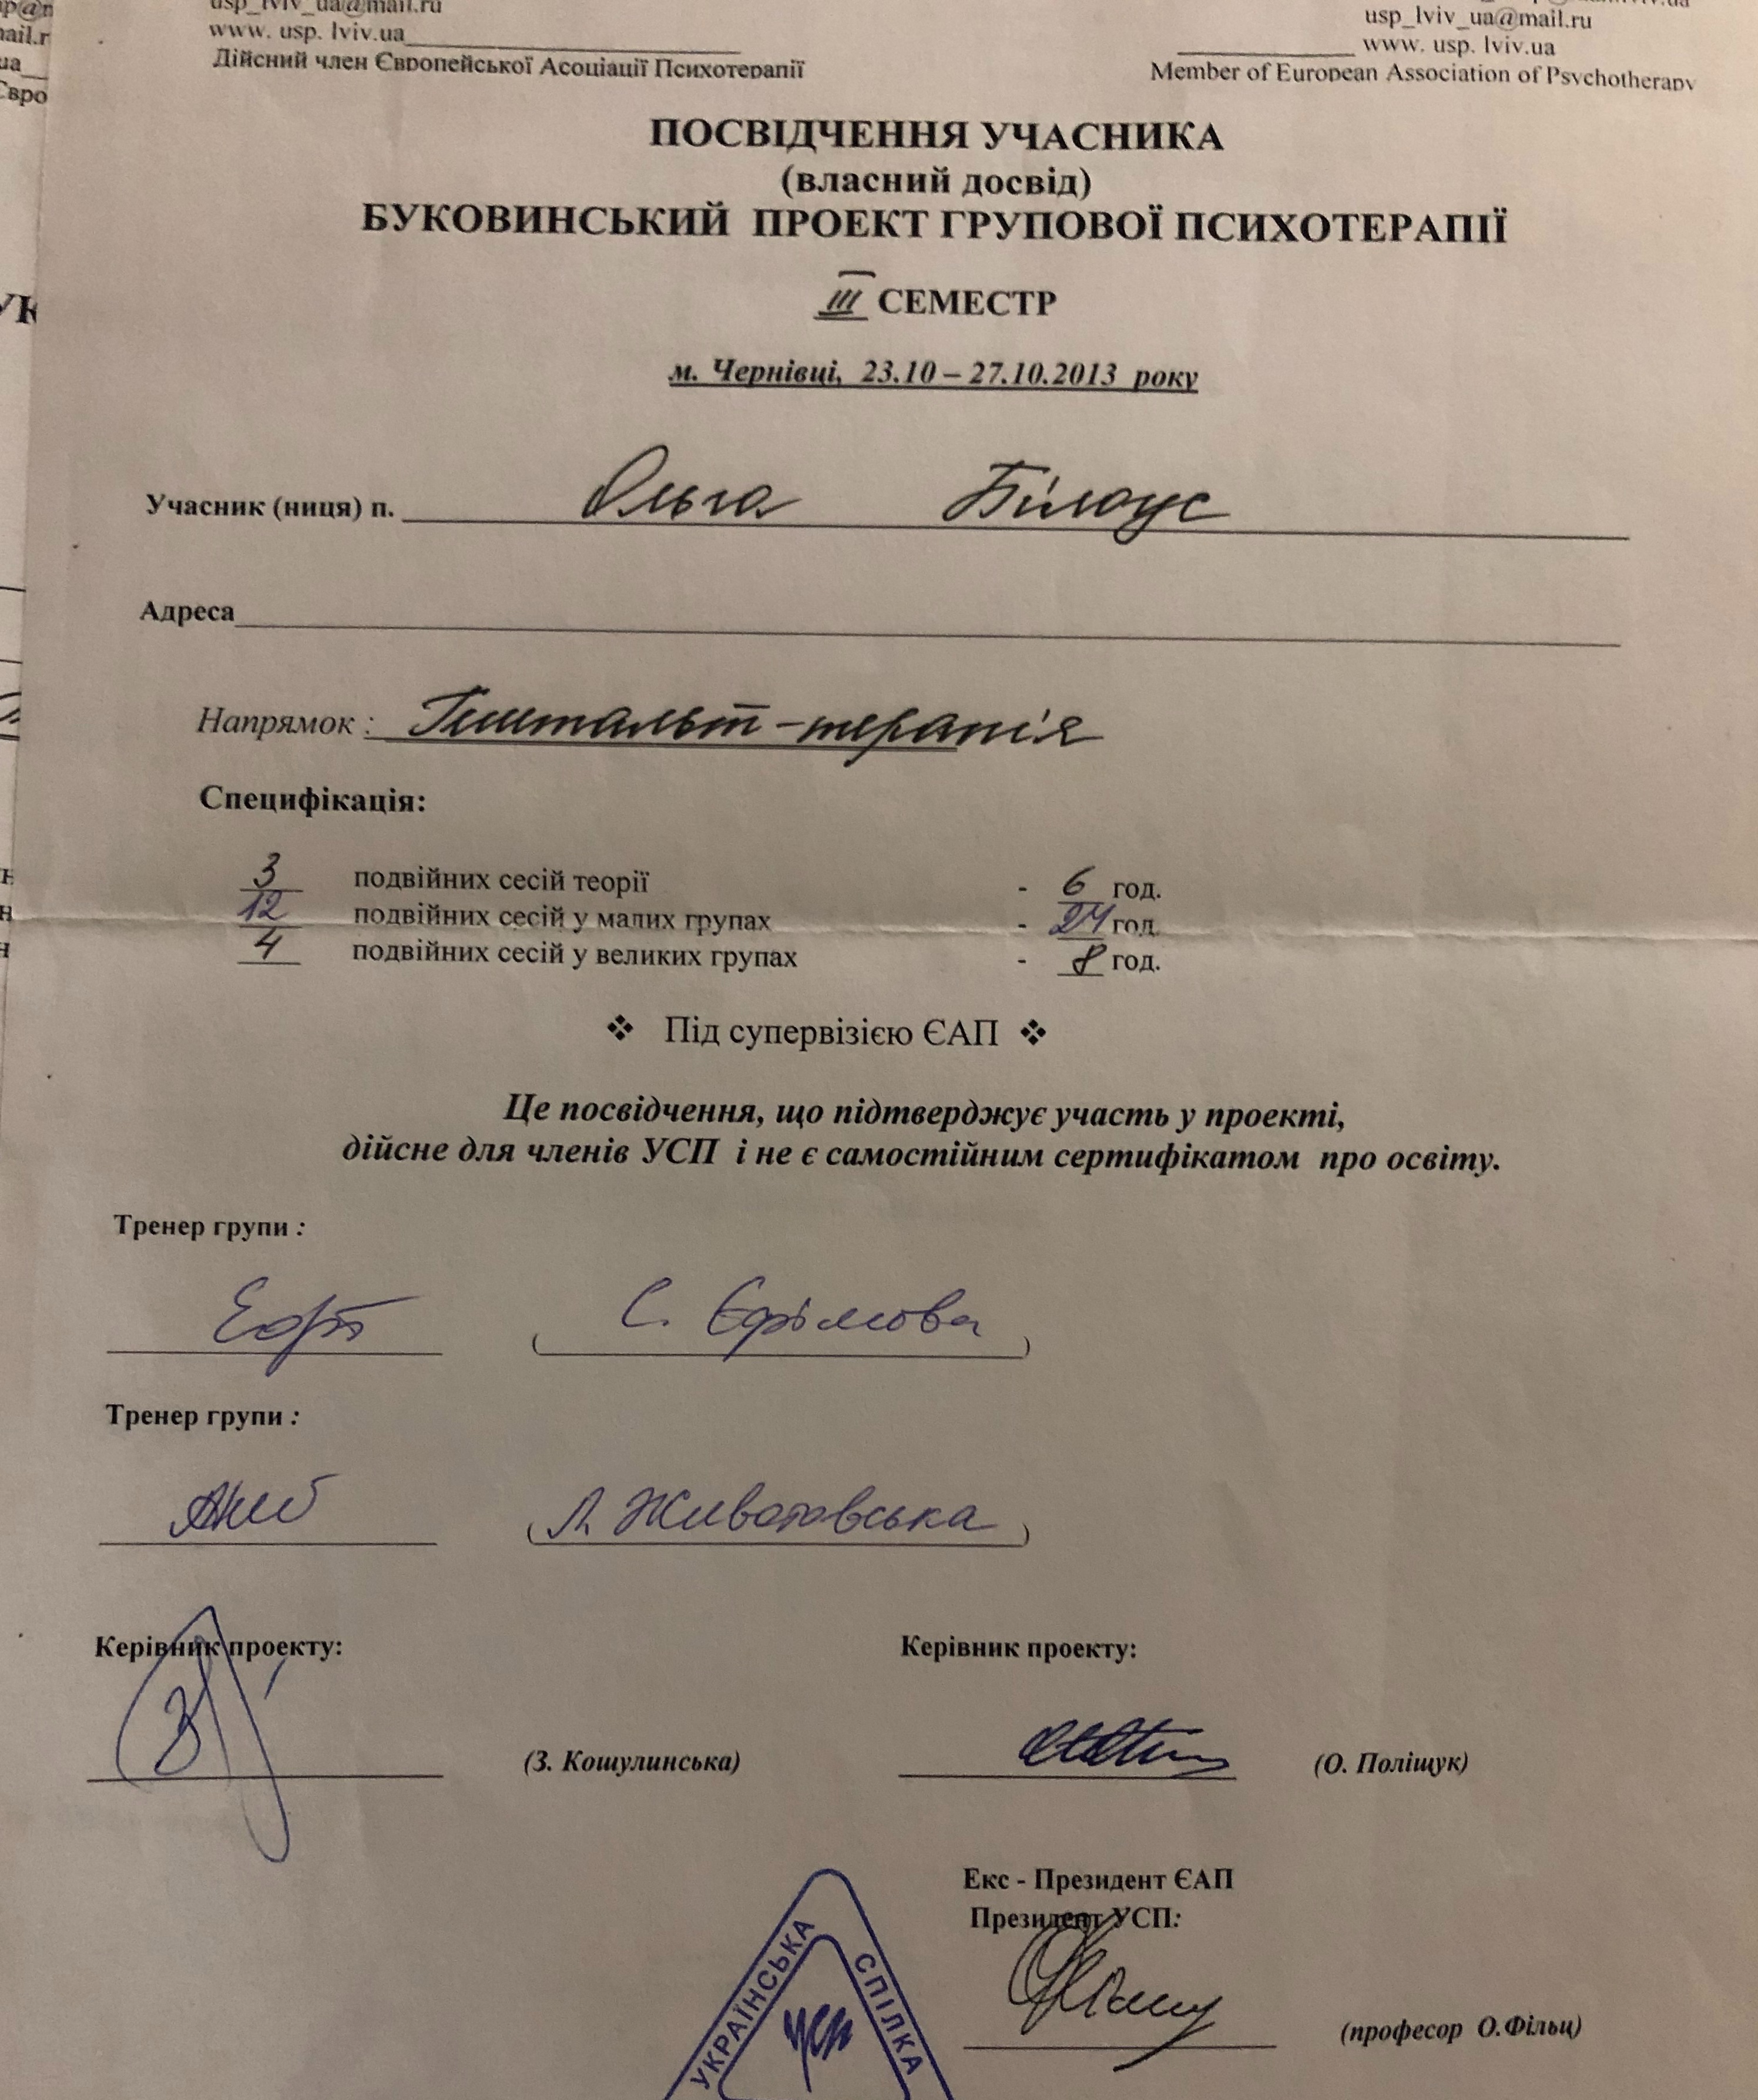 usp_lviv_ua@mail.ru
usp_lviv_ua@mail.ru
www. usp. lviv.ua
www. usp. lviv.ua
Дійсний член Європейської Асоціації Психотерапії
Member of European Association of Psychotherapy
ПОСВІДЧЕННЯ УЧАСНИКА
(власний досвід)
БУКОВИНСЬКИЙ ПРОЕКТ ГРУПОВОЇ ПСИХОТЕРАПІЇ
III СЕМЕСТР
м. Чернівці, 23.10 – 27.10.2013 року
Учасник (ниця) п. Ольга Білоус
Адреса
Напрямок : Гештальт-терапія
Специфікація:
3 подвійних сесій теорії - 6 год.
12 подвійних сесій у малих групах - 24 год.
4 подвійних сесій у великих групах - 8 год.
❖ Під супервізією ЄАП ❖
Це посвідчення, що підтверджує участь у проекті,
дійсне для членів УСП і не є самостійним сертифікатом про освіту.
Тренер групи :
(С. Єфімова)
Тренер групи :
(Л. Животовська)
Керівник проекту: Керівник проекту:
(З. Кошулинська) (О. Поліщук)
Екс - Президент ЄАП
Президент УСП:
(професор О.Фільц)
УКРАЇНСЬКА СПІЛКА
усп